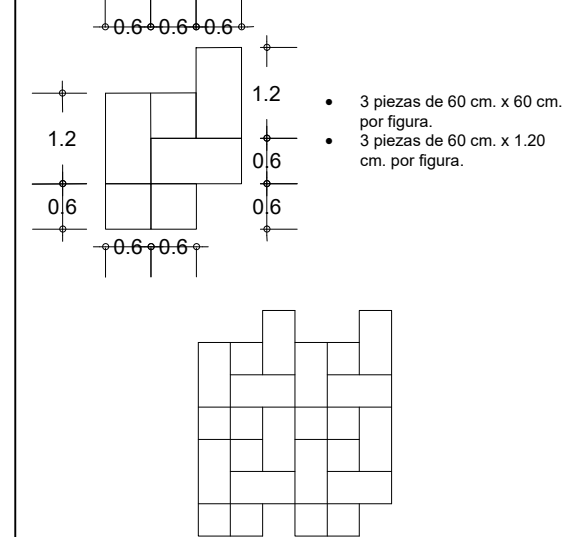 0.6 0.6 0.6
1.2
1.2
0.6
0.6
0.6
0.6 0.6
• 3 piezas de 60 cm. x 60 cm.
por figura.
• 3 piezas de 60 cm. x 1.20
cm. por figura.